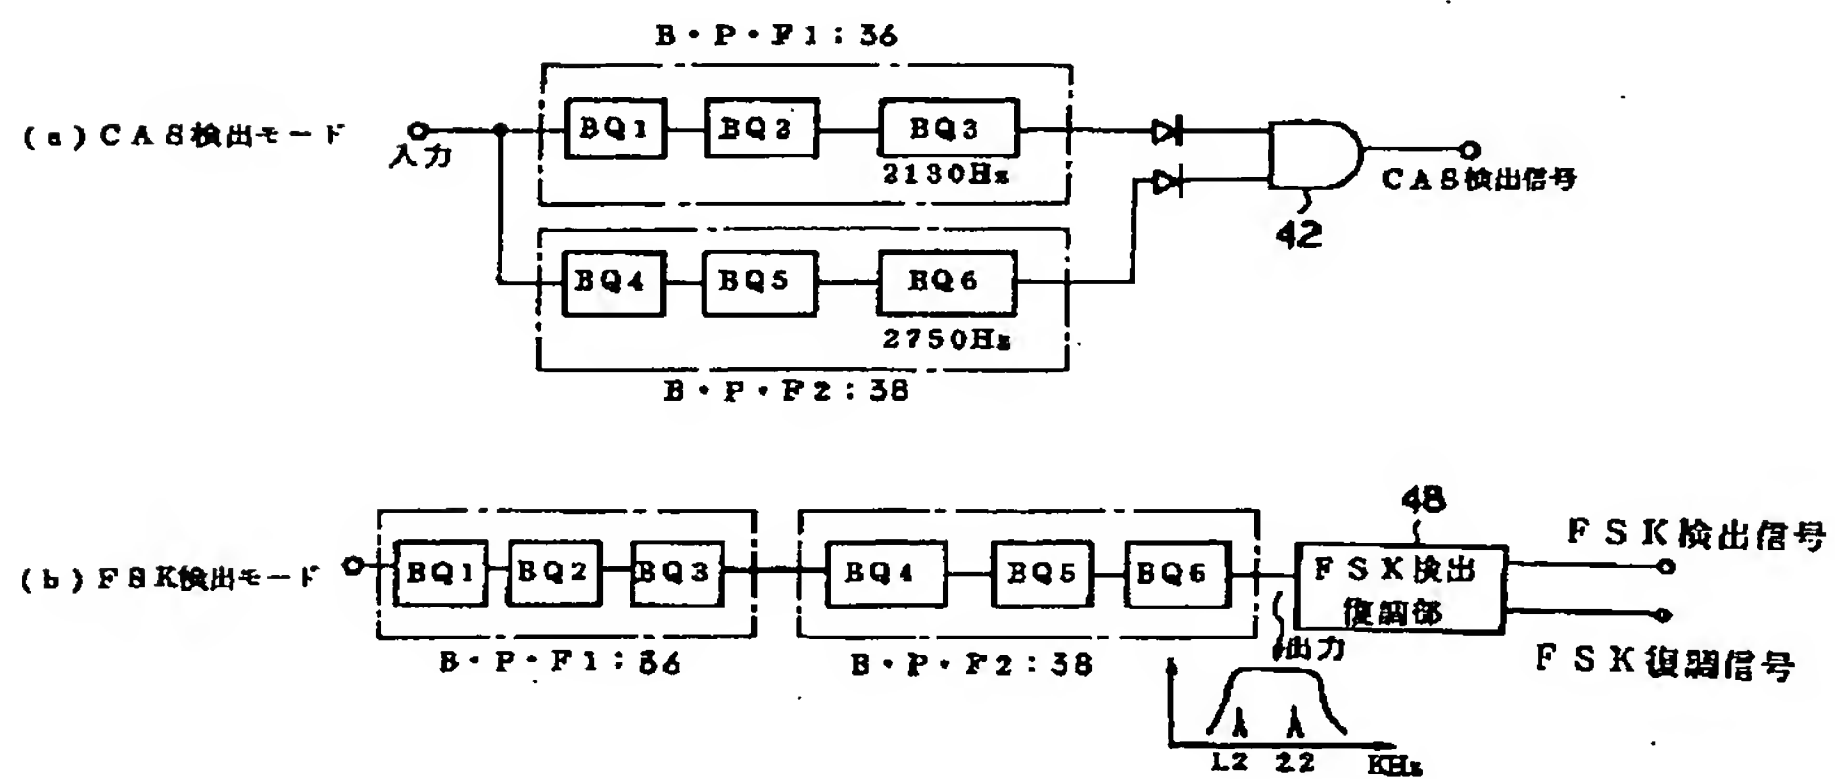 B・P・F1:36
(a)CAS検出モード
入力
BQ1
BQ2
BQ3
2130Hz
CAS検出信号
42
BQ4
BQ5
BQ6
2750Hz
B・P・F2:38
48
FSK検出信号
(b)FSK検出モード
BQ1
BQ2
BQ3
BQ4
BQ5
BQ6
FSK検出
復調部
出力
FSK復調信号
B・P・F1:36
B・P・F2:38
1.2
2.2
KHz